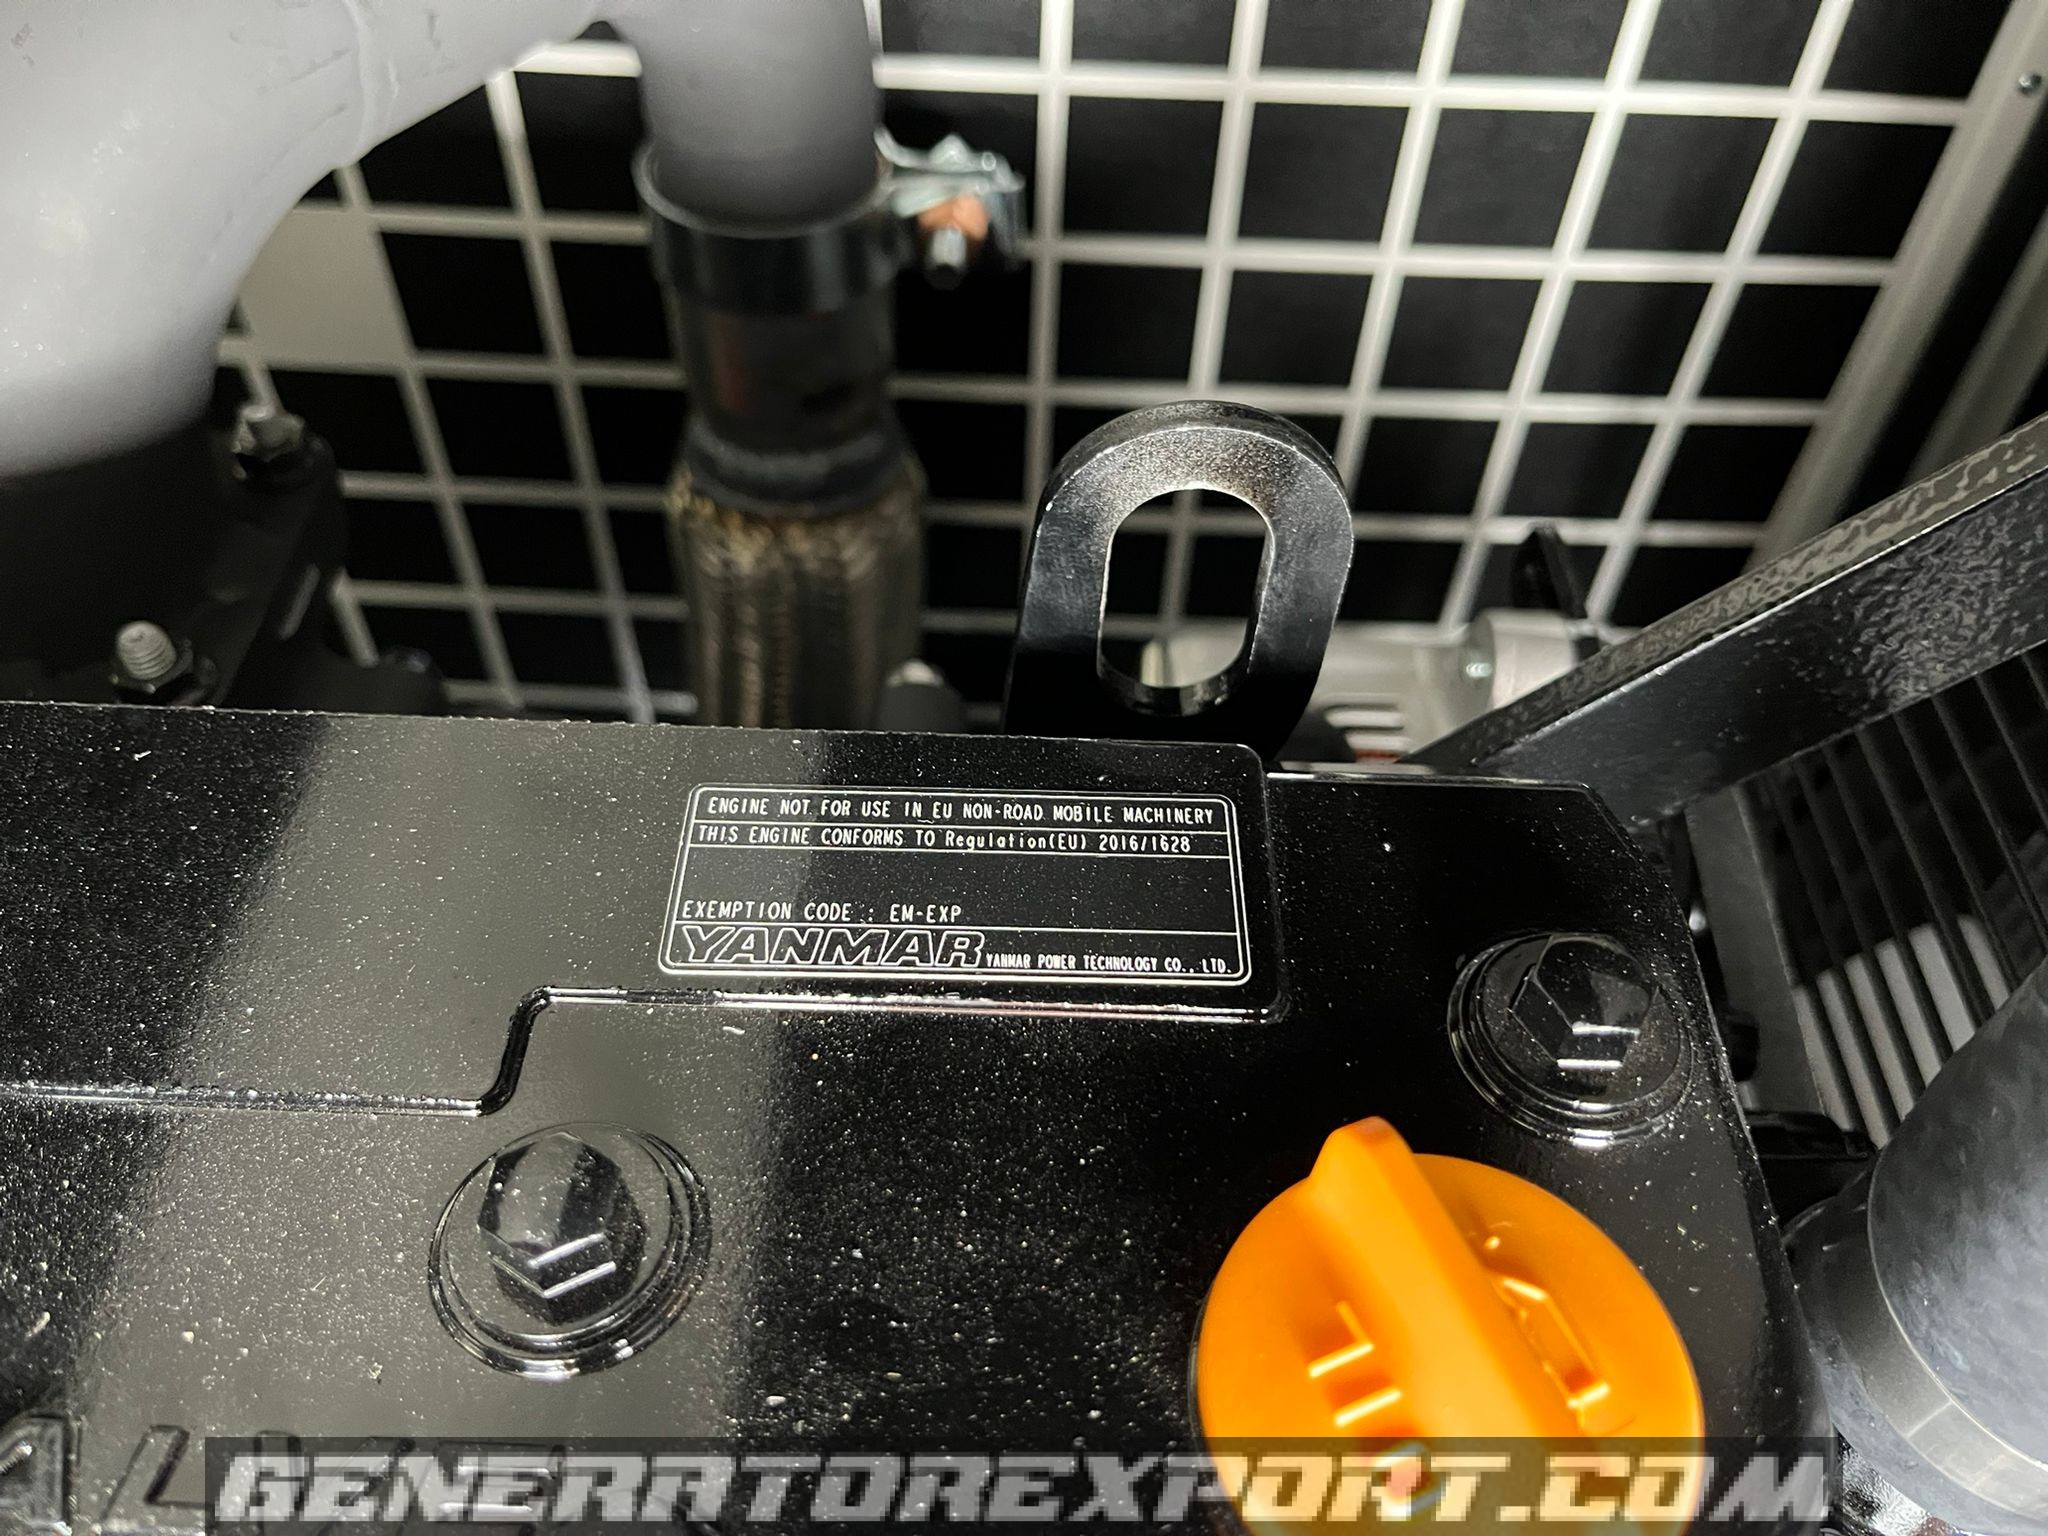 ENGINE NOT FOR USE IN EU NON-ROAD MOBILE MACHINERY
THIS ENGINE CONFORMS TO Regulation(EU) 2016/1628
EXEMPTION CODE : EM-EXP
YANMAR YANMAR POWER TECHNOLOGY CO., LTD.
OIL
GENERATOREXPORT.COM